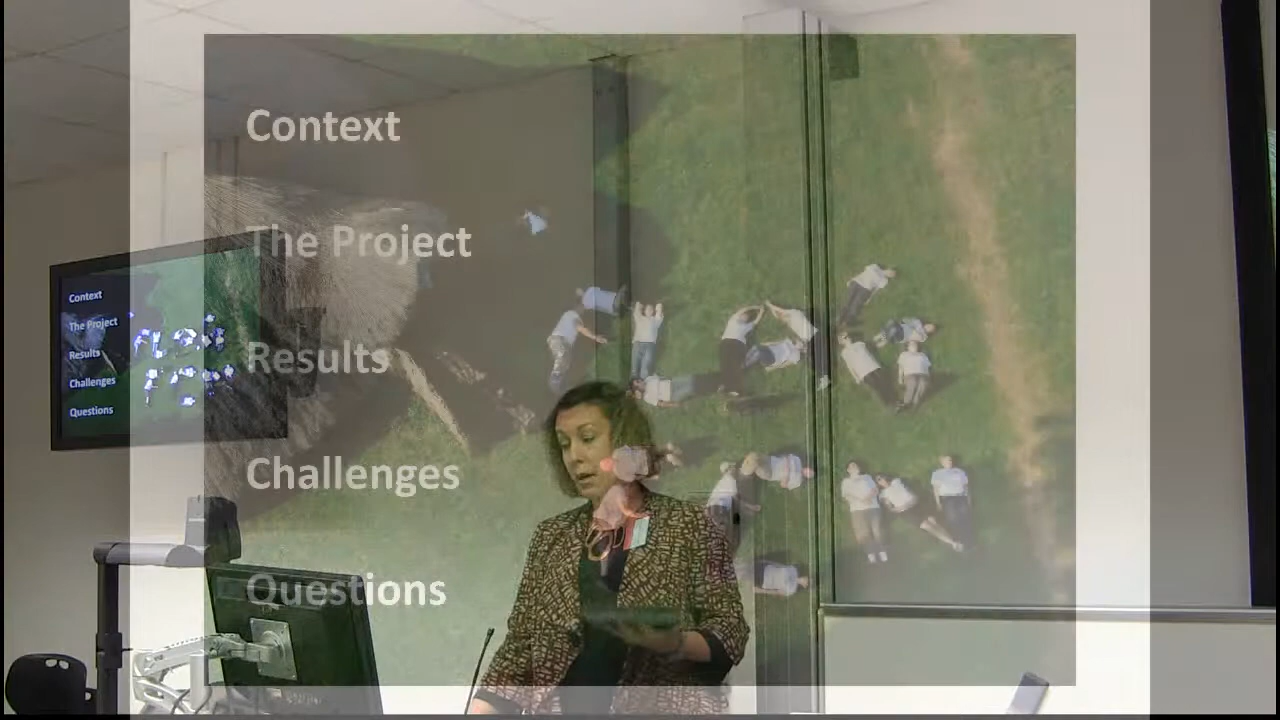 Context
The Project
Results
Challenges
Questions
Context
The Project
Results
Challenges
Questions